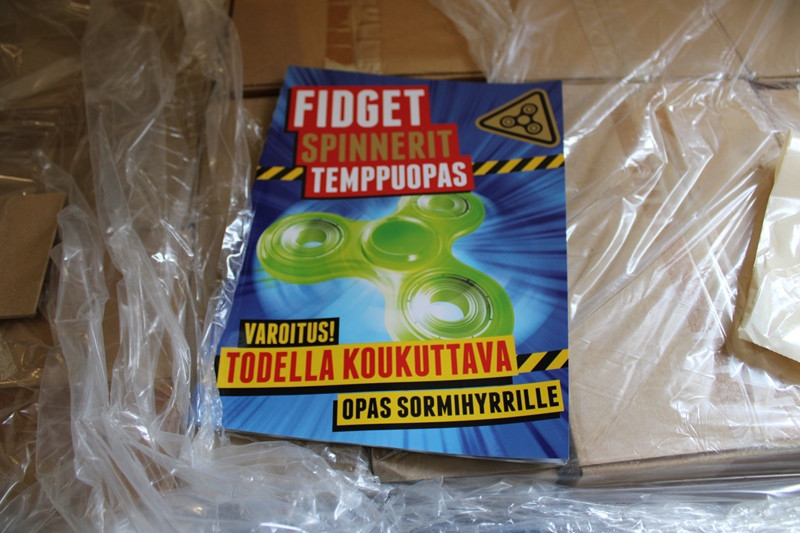 FIDGET
SPINNERIT
TEMPPUOPAS
VAROITUS!
TODELLA KOUKUTTAVA
OPAS SORMIHYRRILLE